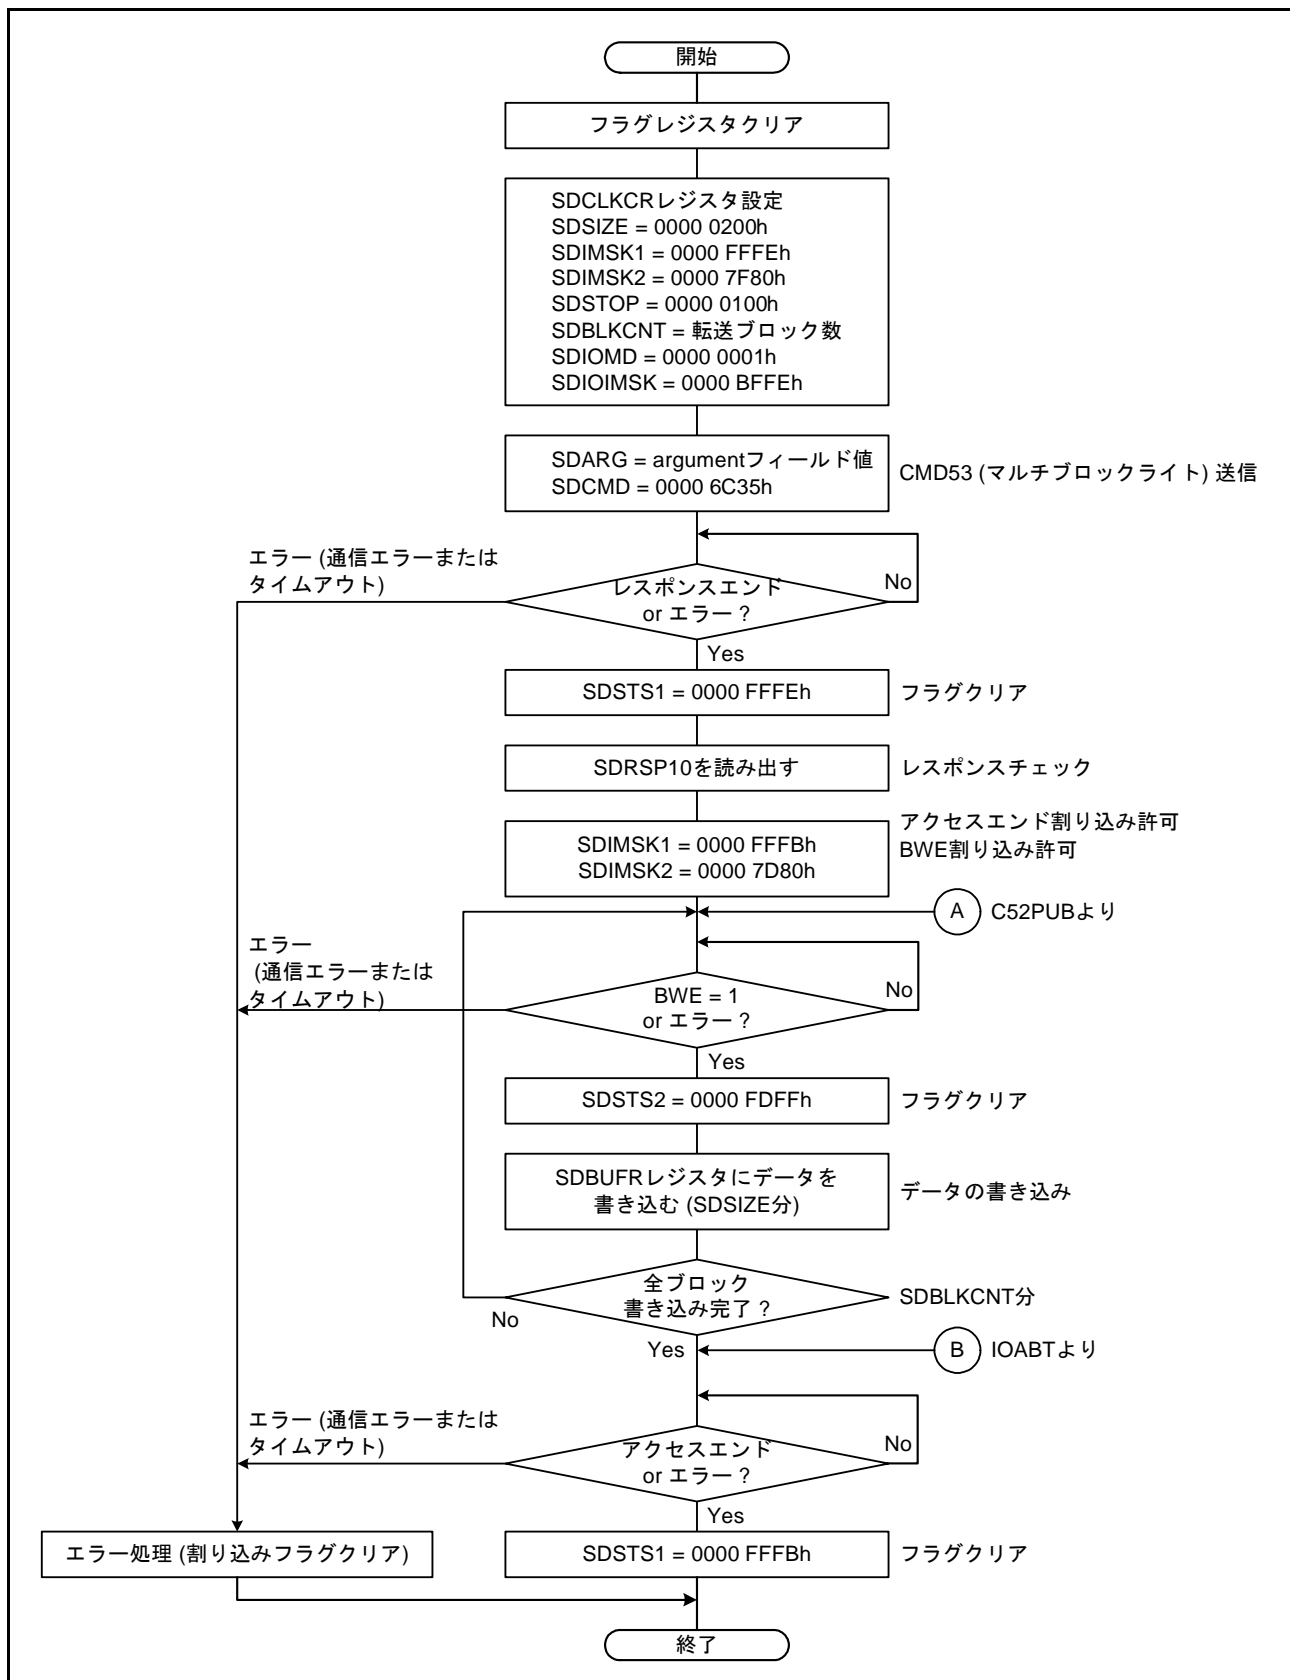 開始
フラグレジスタクリア
SDCLKCRレジスタ設定
SDSIZE = 0000 0200h
SDIMSK1 = 0000 FFFEh
SDIMSK2 = 0000 7F80h
SDSTOP = 0000 0100h
SDBLKCNT = 転送ブロック数
SDIOMD = 0000 0001h
SDIOIMSK = 0000 BFFEh
SDARG = argumentフィールド値
SDCMD = 0000 6C35h
CMD53 (マルチブロックライト) 送信
エラー (通信エラーまたは
タイムアウト)
レスポンスエンド
or エラー ?
No
Yes
SDSTS1 = 0000 FFFEh
フラグクリア
SDRSP10を読み出す
レスポンスチェック
SDIMSK1 = 0000 FFFBh
SDIMSK2 = 0000 7D80h
アクセスエンド割り込み許可
BWE割り込み許可
A
C52PUBより
エラー
(通信エラーまたは
タイムアウト)
BWE = 1
or エラー ?
No
Yes
SDSTS2 = 0000 FDFFh
フラグクリア
SDBUFRレジスタにデータを
書き込む (SDSIZE分)
データの書き込み
全ブロック
書き込み完了 ?
SDBLKCNT分
No
Yes
B
IOABTより
エラー (通信エラーまたは
タイムアウト)
アクセスエンド
or エラー ?
No
Yes
エラー処理 (割り込みフラグクリア)
SDSTS1 = 0000 FFFBh
フラグクリア
終了